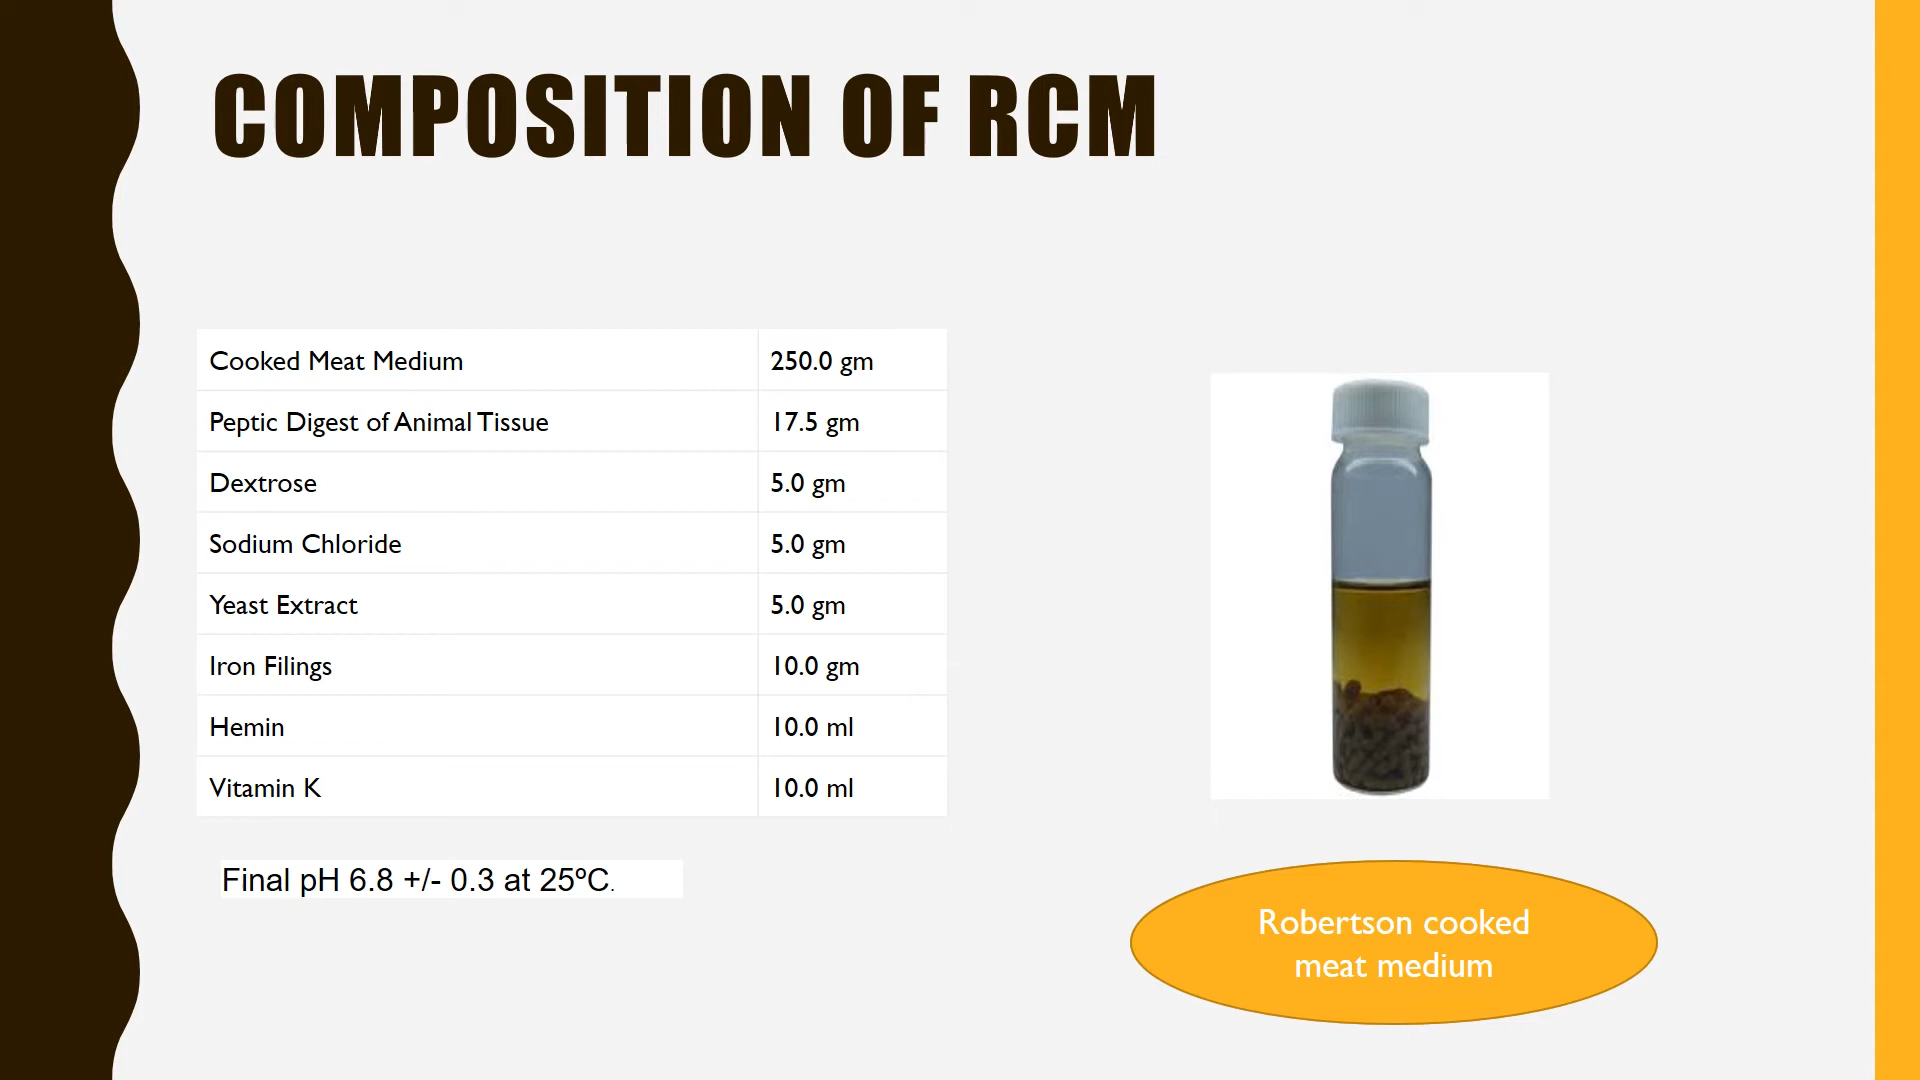 COMPOSITION OF RCM
Cooked Meat Medium 250.0 gm
Peptic Digest of Animal Tissue 17.5 gm
Dextrose 5.0 gm
Sodium Chloride 5.0 gm
Yeast Extract 5.0 gm
Iron Filings 10.0 gm
Hemin 10.0 ml
Vitamin K 10.0 ml
Final pH 6.8 +/- 0.3 at 25ºC.
Robertson cooked
meat medium